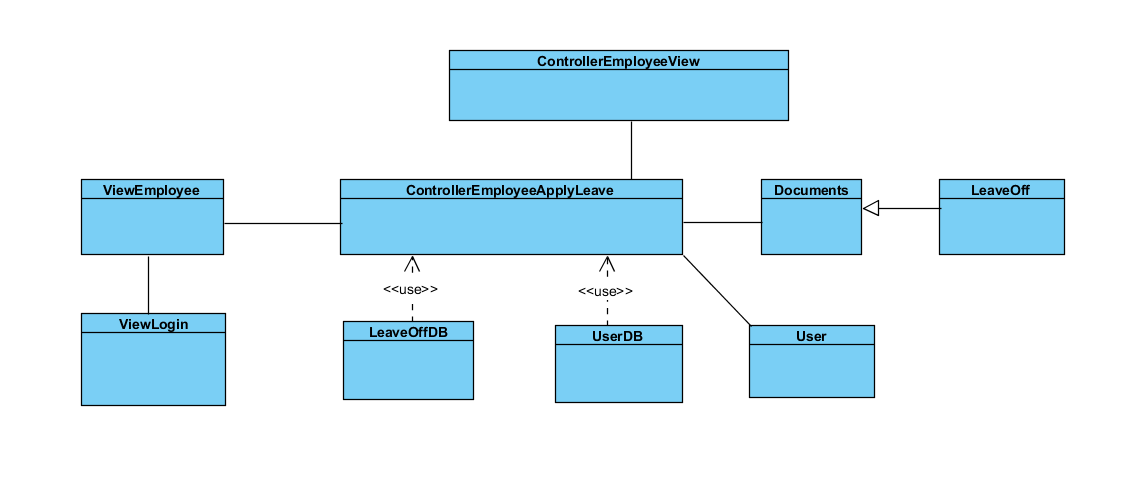 ControllerEmployeeView
ViewEmployee
ControllerEmployeeApplyLeave
Documents
LeaveOff
<<use>>
<<use>>
ViewLogin
LeaveOffDB
UserDB
User